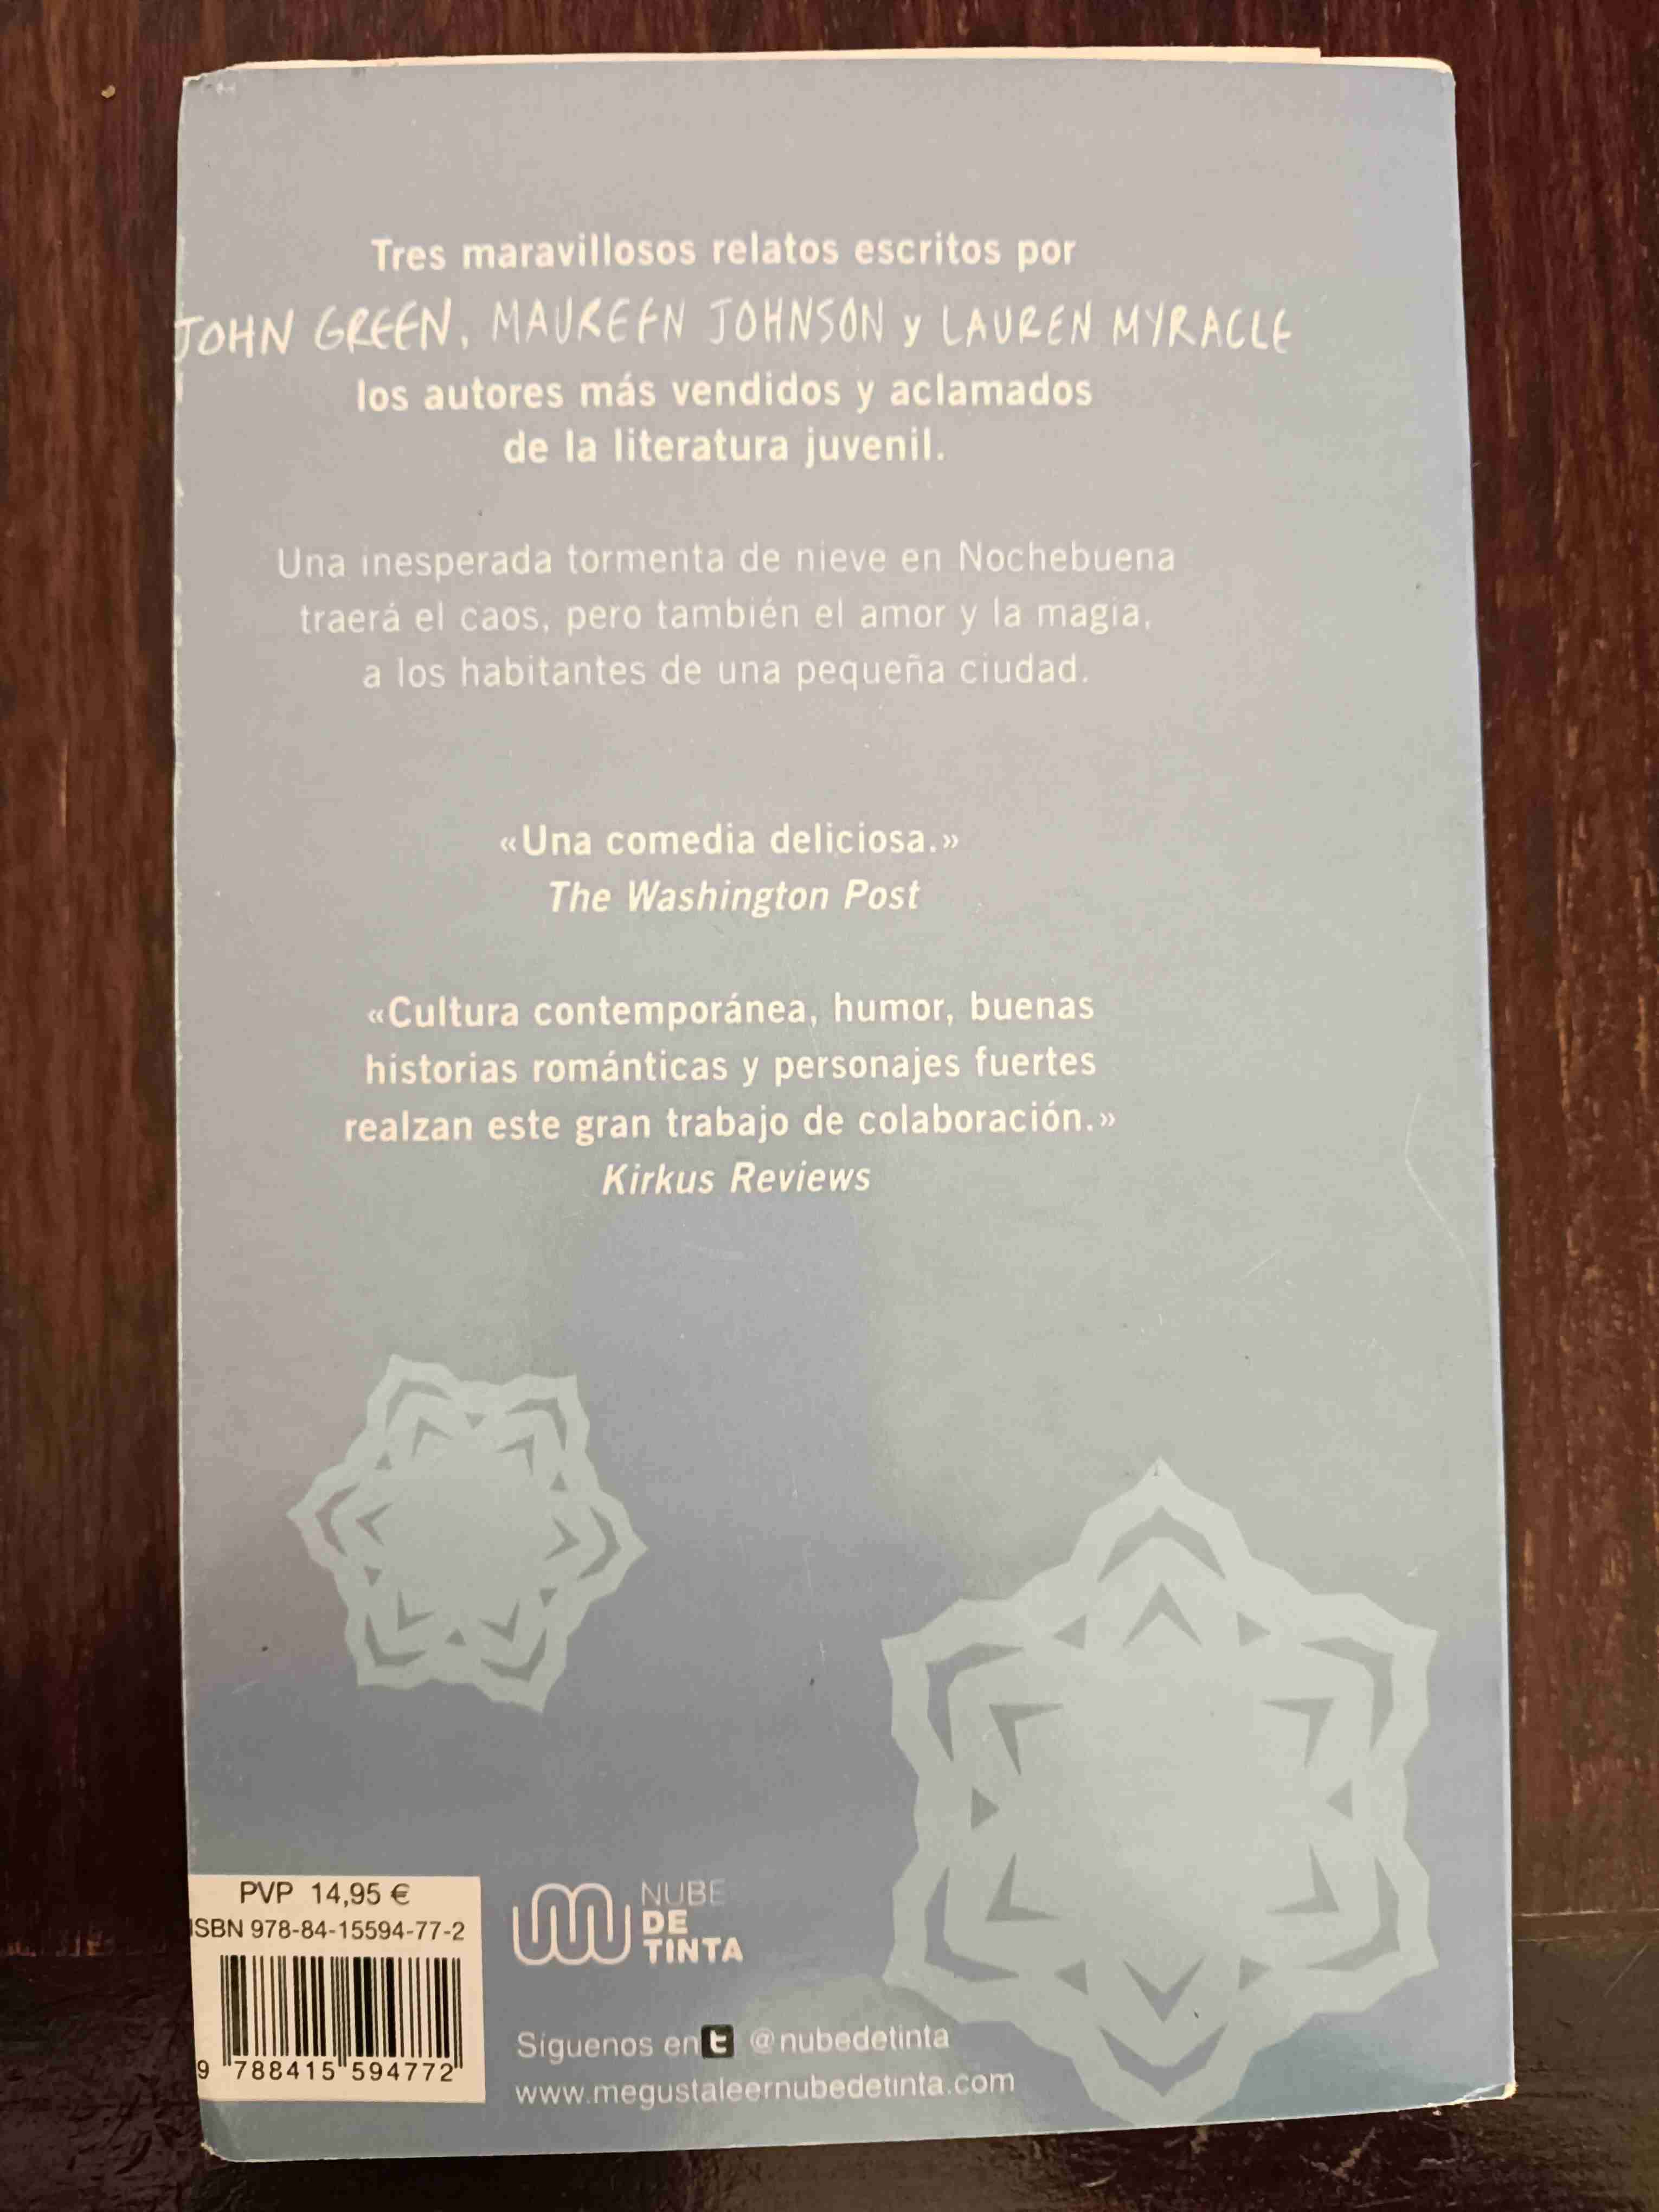 Tres maravillosos relatos escritos por
JOHN GREEN, MAUREEN JOHNSON y LAUREN MYRACLE
los autores más vendidos y aclamados
de la literatura juvenil.
Una inesperada tormenta de nieve en Nochebuena
traerá el caos, pero también el amor y la magia,
a los habitantes de una pequeña ciudad.
«Una comedia deliciosa.»
The Washington Post
«Cultura contemporánea, humor, buenas
historias románticas y personajes fuertes
realzan este gran trabajo de colaboración.»
Kirkus Reviews
PVP 14,95 €
ISBN 978-84-15594-77-2
9 788415 594772
NUBE
DE
TINTA
Síguenos en t @nubedetinta
www.megustaleernubedetinta.com